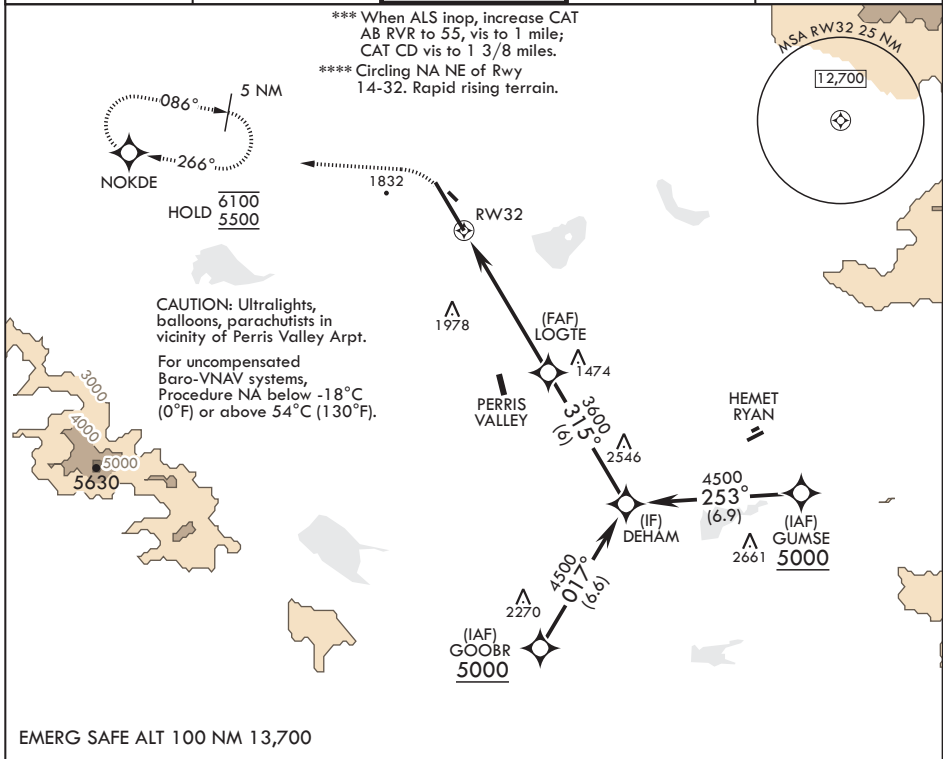 *** When ALS inop, increase CAT
AB RVR to 55, vis to 1 mile;
CAT CD vis to 1 3/8 miles.
**** Circling NA NE of Rwy
14-32. Rapid rising terrain.
MSA RW32 25 NM
12,700
086°
5 NM
266°
NOKDE
HOLD 6100
5500
1832
RW32
CAUTION: Ultralights,
balloons, parachutists in
vicinity of Perris Valley Arpt.
For uncompensated
Baro-VNAV systems,
Procedure NA below -18°C
(0°F) or above 54°C (130°F).
1978
(FAF)
LOGTE
1474
PERRIS
VALLEY
3600
315°
(6)
2546
HEMET
RYAN
3000
4000
5000
5630
4500
253°
(6.9)
(IF)
DEHAM
(IAF)
GUMSE
5000
2661
4500
017°
(6.6)
2270
(IAF)
GOOBR
5000
EMERG SAFE ALT 100 NM 13,700